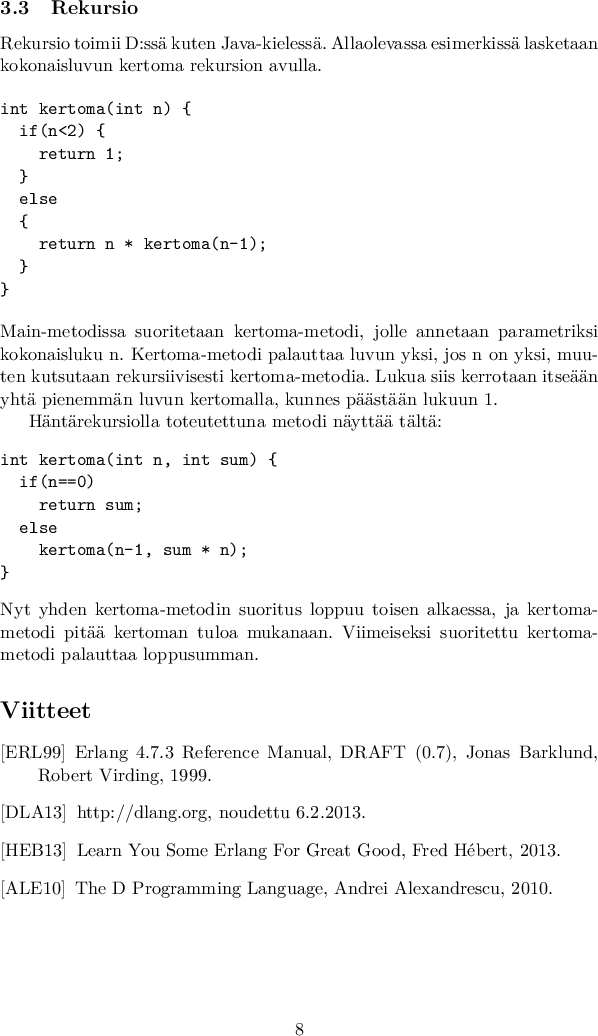 3.3 Rekursio
Rekursio toimii D:ssä kuten Java-kielessä. Allaolevassa esimerkissä lasketaan
kokonaisluvun kertoma rekursion avulla.
int kertoma(int n) {
  if(n<2) {
    return 1;
  }
  else
  {
    return n * kertoma(n-1);
  }
}
Main-metodissa suoritetaan kertoma-metodi, jolle annetaan parametriksi
kokonaisluku n. Kertoma-metodi palauttaa luvun yksi, jos n on yksi, muu-
ten kutsutaan rekursiivisesti kertoma-metodia. Lukua siis kerrotaan itseään
yhtä pienemmän luvun kertomalla, kunnes päästään lukuun 1.
Häntärekursiolla toteutettuna metodi näyttää tältä:
int kertoma(int n, int sum) {
  if(n==0)
    return sum;
  else
    kertoma(n-1, sum * n);
}
Nyt yhden kertoma-metodin suoritus loppuu toisen alkaessa, ja kertoma-
metodi pitää kertoman tuloa mukanaan. Viimeiseksi suoritettu kertoma-
metodi palauttaa loppusumman.
Viitteet
[ERL99] Erlang 4.7.3 Reference Manual, DRAFT (0.7), Jonas Barklund,
Robert Virding, 1999.
[DLA13] http://dlang.org, noudettu 6.2.2013.
[HEB13] Learn You Some Erlang For Great Good, Fred Hébert, 2013.
[ALE10] The D Programming Language, Andrei Alexandrescu, 2010.
8